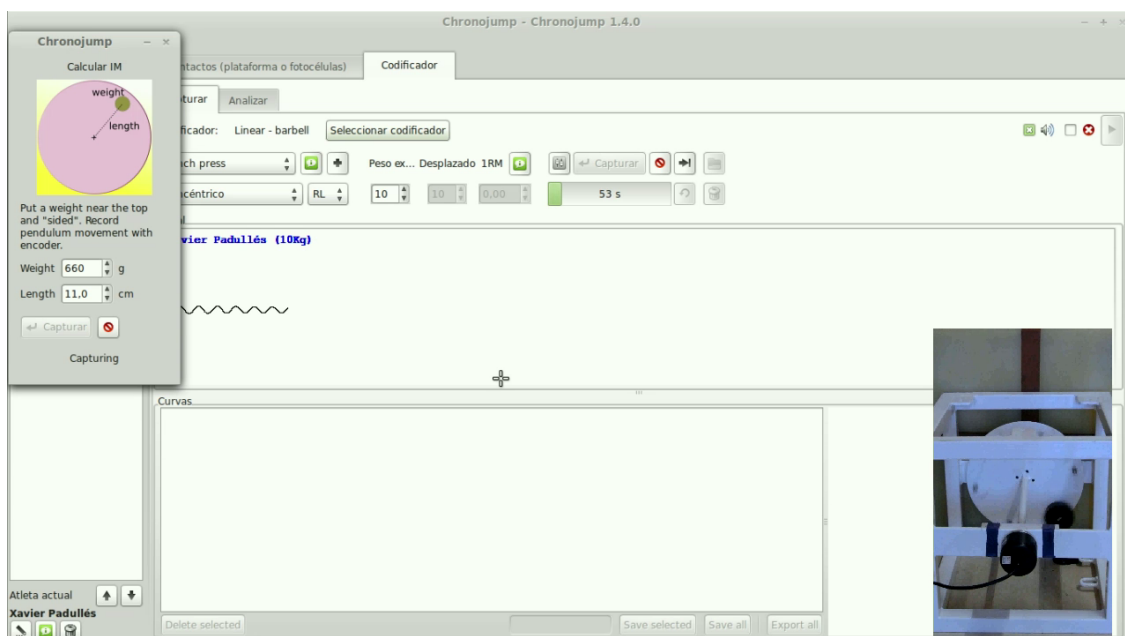 Chronojump - Chronojump 1.4.0
Chronojump
Calcular IM
weight
length
Put a weight near the top
and "sided". Record
pendulum movement with
encoder.
Weight 660 g
Length 11,0 cm
Capturar
Capturing
ntactos (plataforma o fotocélulas) Codificador
turar Analizar
ificador: Linear - barbell Seleccionar codificador
ch press Peso ex... Desplazado 1RM Capturar
céntrico RL 10 10 0,00 53 s
vier Padullés (10Kg)
Curvas
Atleta actual
Xavier Padullés
Delete selected Save selected Save all Export all